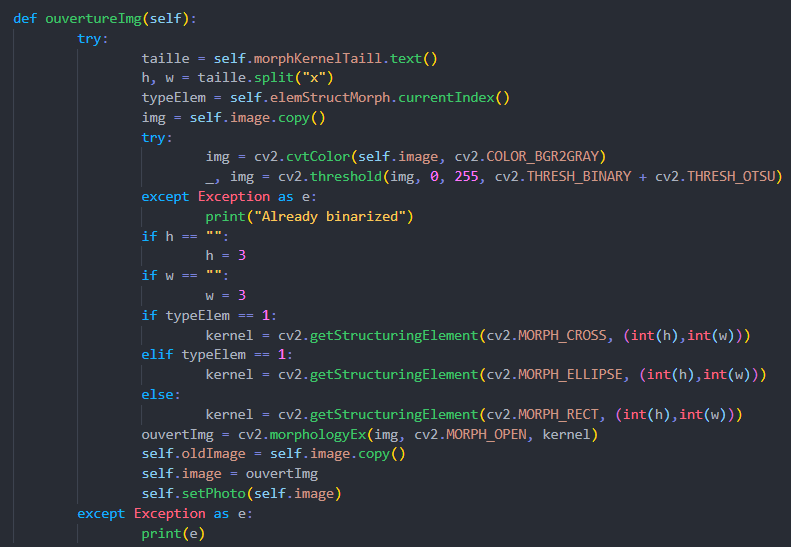 def ouvertureImg(self):
try:
taille = self.morphKernelTaill.text()
h, w = taille.split("x")
typeElem = self.elemStructMorph.currentIndex()
img = self.image.copy()
try:
img = cv2.cvtColor(self.image, cv2.COLOR_BGR2GRAY)
_, img = cv2.threshold(img, 0, 255, cv2.THRESH_BINARY + cv2.THRESH_OTSU)
except Exception as e:
print("Already binarized")
if h == "":
h = 3
if w == "":
w = 3
if typeElem == 1:
kernel = cv2.getStructuringElement(cv2.MORPH_CROSS, (int(h),int(w)))
elif typeElem == 1:
kernel = cv2.getStructuringElement(cv2.MORPH_ELLIPSE, (int(h),int(w)))
else:
kernel = cv2.getStructuringElement(cv2.MORPH_RECT, (int(h),int(w)))
ouvertImg = cv2.morphologyEx(img, cv2.MORPH_OPEN, kernel)
self.oldImage = self.image.copy()
self.image = ouvertImg
self.setPhoto(self.image)
except Exception as e:
print(e)